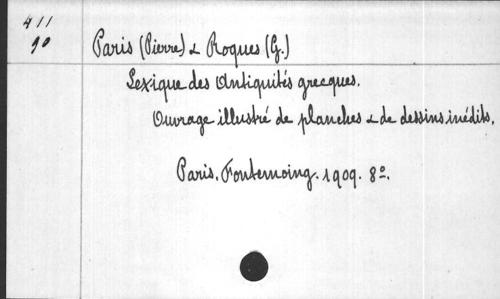 411
90
Paris (Pierre) & Roques (G.)
Lexique des Antiquités grecques.
Ouvrage illustré de planches & de dessins inédits.
Paris. Fontemoing. 1909. 8º.